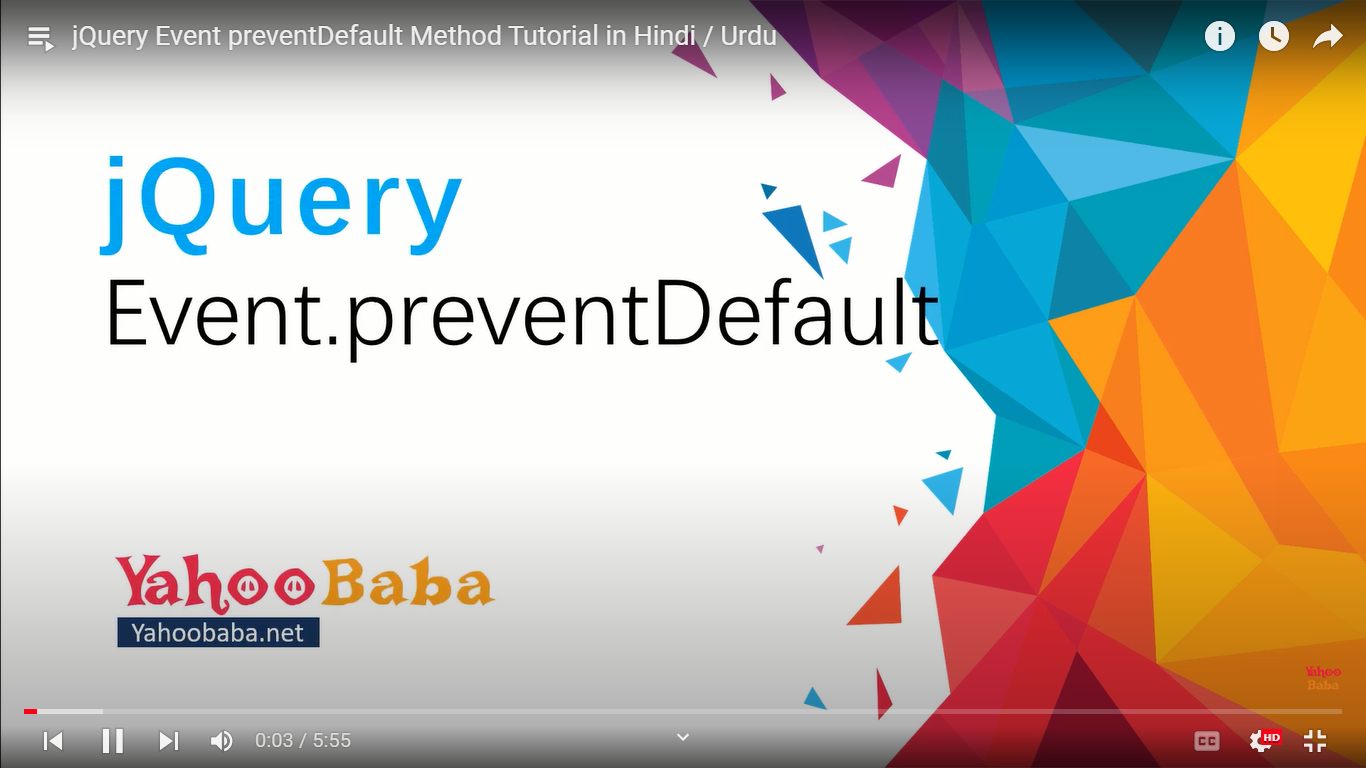 jQuery Event preventDefault Method Tutorial in Hindi / Urdu
jQuery
Event.preventDefault
YahooBaba
Yahoobaba.net
Yahoo
Baba
0:03 / 5:55
CC
HD